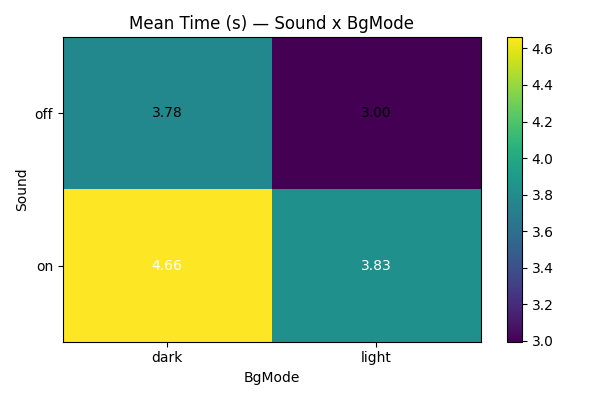 Mean Time (s) — Sound x BgMode
off
3.78
3.00
on
4.66
3.83
dark
light
BgMode
Sound
4.6
4.4
4.2
4.0
3.8
3.6
3.4
3.2
3.0